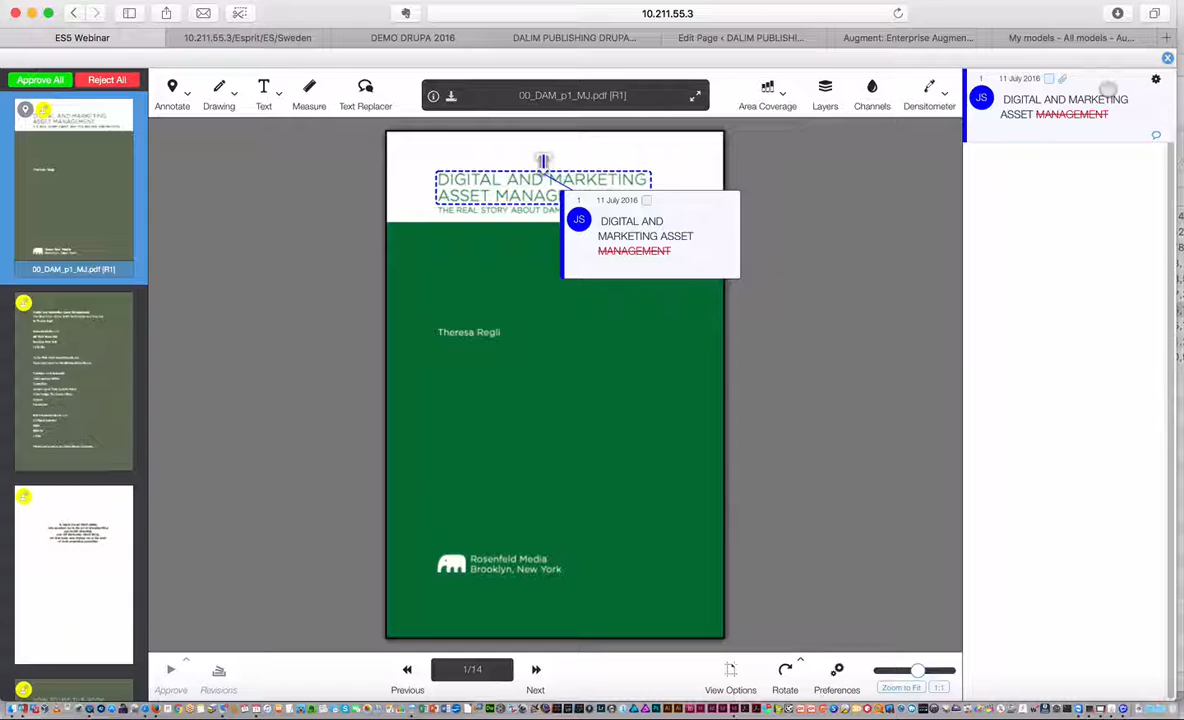 10.211.55.3
ES5 Webinar
10.211.55.3/Esprit/ES/Sweden
DEMO DRUPA 2016
DALIM PUBLISHING DRUPA...
Edit Page ‹ DALIM PUBLISHI...
Augment: Enterprise Augmen...
My models - All models - Au...
Approve All
Reject All
Annotate
Drawing
Text
Measure
Text Replacer
00_DAM_p1_MJ.pdf [R1]
Area Coverage
Layers
Channels
Densitometer
1 11 July 2016
JS
DIGITAL AND MARKETING
ASSET MANAGEMENT
DIGITAL AND MARKETING
ASSET MANAG
THE REAL STORY ABOUT DAM
1 11 July 2016
JS
DIGITAL AND
MARKETING ASSET
MANAGEMENT
Theresa Regli
Rosenfeld Media
Brooklyn, New York
ASSET MANAGEMENT
Theresa Regli
00_DAM_p1_MJ.pdf [R1]
Approve
Revisions
Previous
1/14
Next
View Options
Rotate
Preferences
Zoom to Fit
1:1